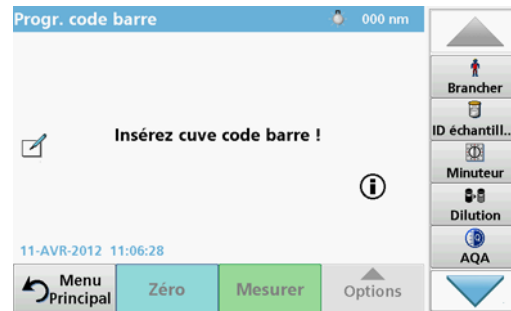 Progr. code barre
000 nm
Insérez cuve code barre !
11-AVR-2012 11:06:28
Menu
Principal
Zéro
Mesurer
Options
Brancher
ID échantill..
Minuteur
Dilution
AQA